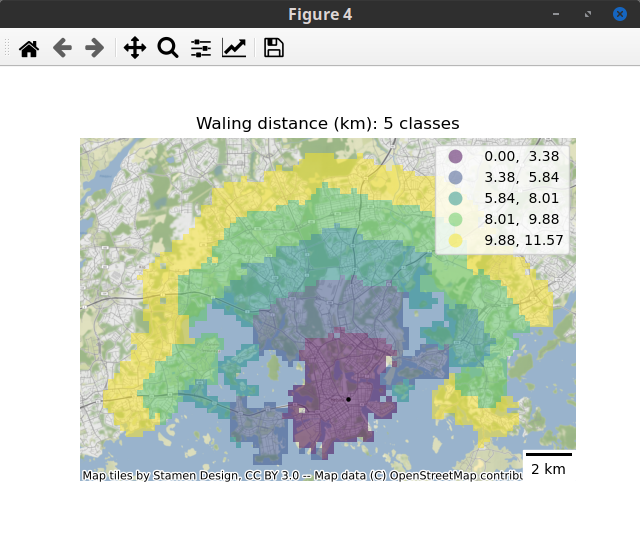 Figure 4
Waling distance (km): 5 classes
0.00, 3.38
3.38, 5.84
5.84, 8.01
8.01, 9.88
9.88, 11.57
2 km
Map tiles by Stamen Design, CC BY 3.0 -- Map data (C) OpenStreetMap contribu